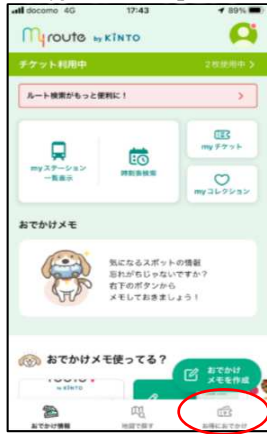 docomo 4G 17:43 89%
My route by KINTO
チケット利用中 2枚使用中 >
ルート検索がもっと便利に！ >
myステーション
一覧表示
時刻表検索
myチケット
myコレクション
おでかけメモ
気になるスポットの情報
忘れがちじゃないですか？
右下のボタンから
メモしておきましょう！
おでかけメモ使ってる？
おでかけ
メモを作成
おでかけ情報
地図で探す
お得におでかけ